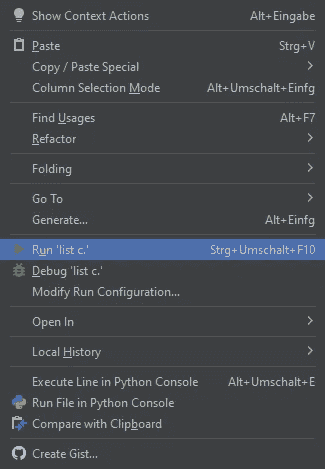 Show Context Actions Alt+Eingabe
Paste Strg+V
Copy / Paste Special
Column Selection Mode Alt+Umschalt+Einfg
Find Usages Alt+F7
Refactor
Folding
Go To
Generate... Alt+Einfg
Run 'list c.' Strg+Umschalt+F10
Debug 'list c.'
Modify Run Configuration...
Open In
Local History
Execute Line in Python Console Alt+Umschalt+E
Run File in Python Console
Compare with Clipboard
Create Gist...